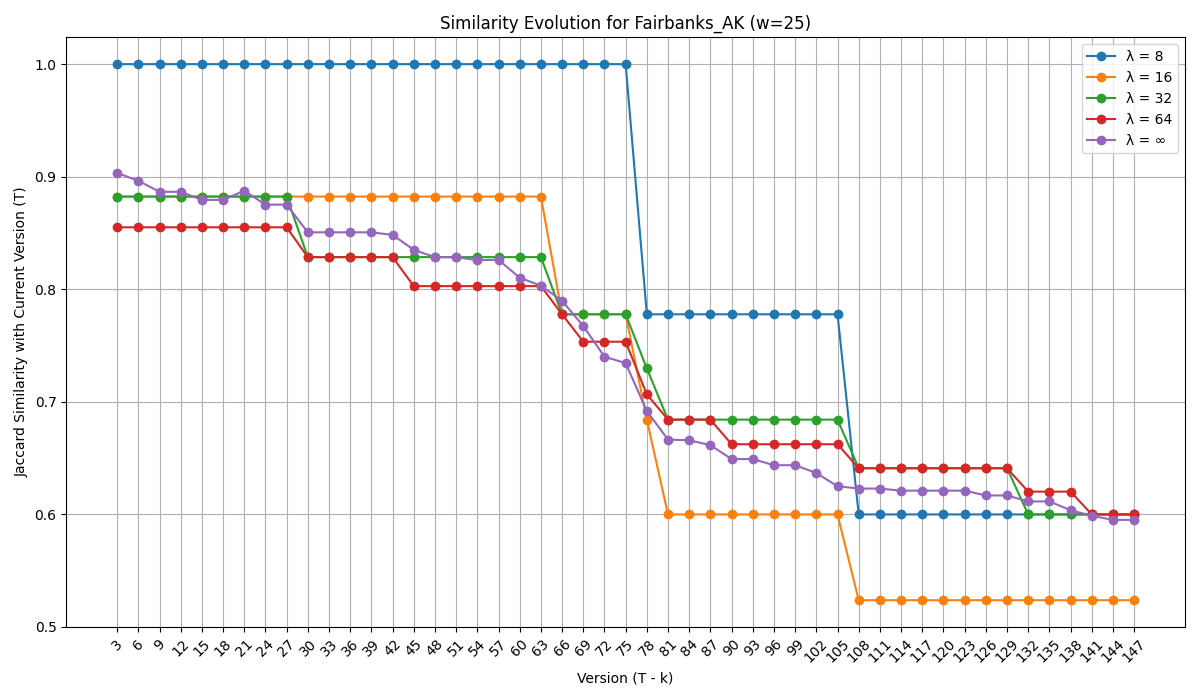 Similarity Evolution for Fairbanks_AK (w=25)
λ = 8
λ = 16
λ = 32
λ = 64
λ = ∞
Jaccard Similarity with Current Version (T)
1.0
0.9
0.8
0.7
0.6
0.5
3 6 9 12 15 18 21 24 27 30 33 36 39 42 45 48 51 54 57 60 63 66 69 72 75 78 81 84 87 90 93 96 99 102 105 108 111 114 117 120 123 126 129 132 135 138 141 144 147
Version (T - k)